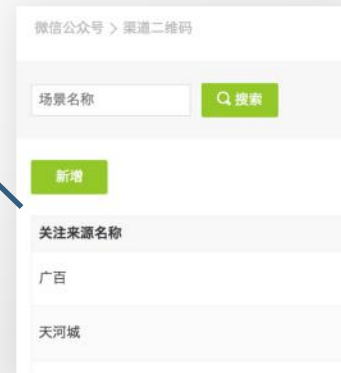 微信公众号 > 渠道二维码
场景名称 搜索
新增
关注来源名称
广百
天河城